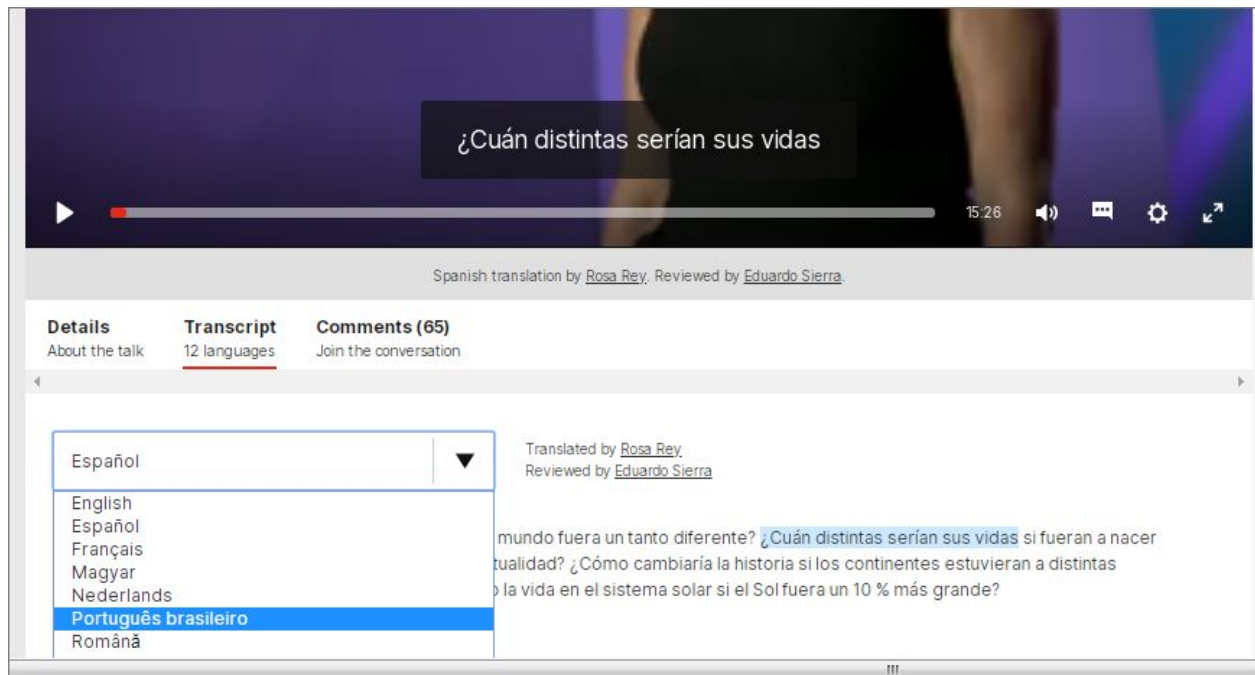 ¿Cuán distintas serían sus vidas
15:26
Spanish translation by Rosa Rey. Reviewed by Eduardo Sierra.
Details
About the talk
Transcript
12 languages
Comments (65)
Join the conversation
Español
Translated by Rosa Rey
Reviewed by Eduardo Sierra
English
Español
Français
Magyar
Nederlands
Português brasileiro
Română
mundo fuera un tanto diferente? ¿Cuán distintas serían sus vidas si fueran a nacer
tualidad? ¿Cómo cambiaría la historia si los continentes estuvieran a distintas
la vida en el sistema solar si el Sol fuera un 10 % más grande?